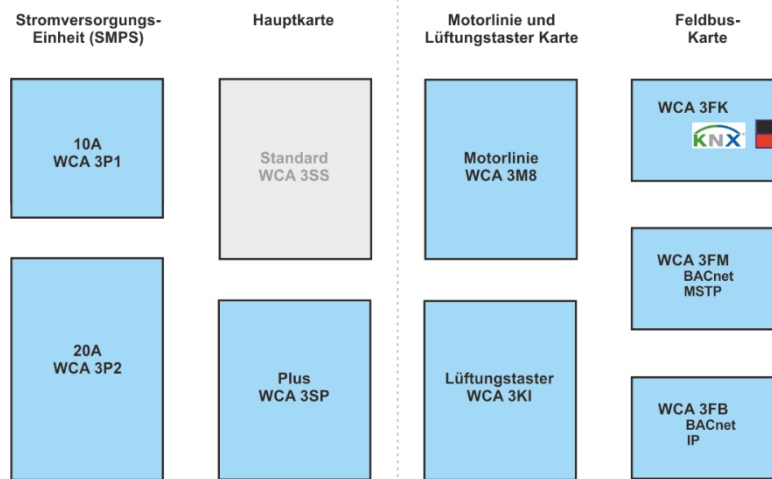 Stromversorgungs-
Einheit (SMPS)
10A
WCA 3P1
20A
WCA 3P2
Hauptkarte
Standard
WCA 3SS
Plus
WCA 3SP
Motorlinie und
Lüftungstaster Karte
Motorlinie
WCA 3M8
Lüftungstaster
WCA 3KI
Feldbus-
Karte
WCA 3FK
KNX
WCA 3FM
BACnet
MSTP
WCA 3FB
BACnet
IP